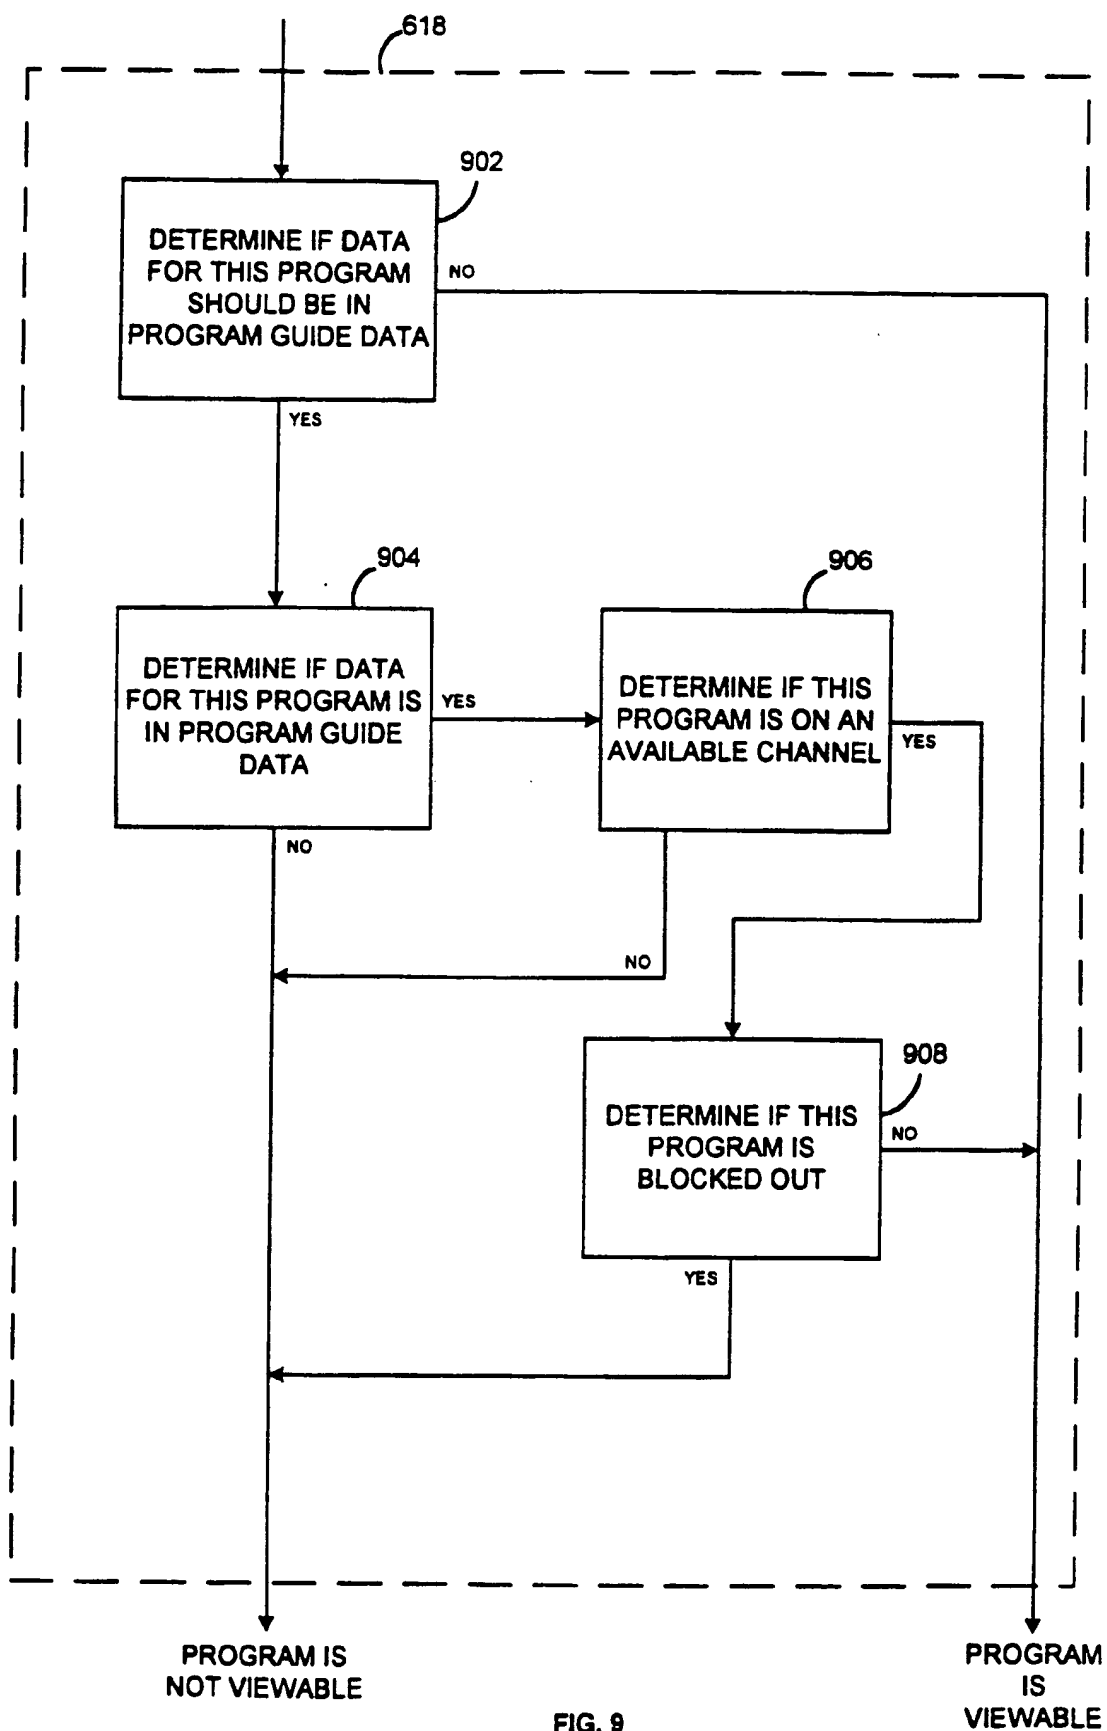 618
902
DETERMINE IF DATA
FOR THIS PROGRAM
SHOULD BE IN
PROGRAM GUIDE DATA
NO
YES
904
DETERMINE IF DATA
FOR THIS PROGRAM IS
IN PROGRAM GUIDE
DATA
YES
NO
906
DETERMINE IF THIS
PROGRAM IS ON AN
AVAILABLE CHANNEL
YES
NO
908
DETERMINE IF THIS
PROGRAM IS
BLOCKED OUT
NO
YES
PROGRAM IS
NOT VIEWABLE
PROGRAM
IS
VIEWABLE
FIG. 9